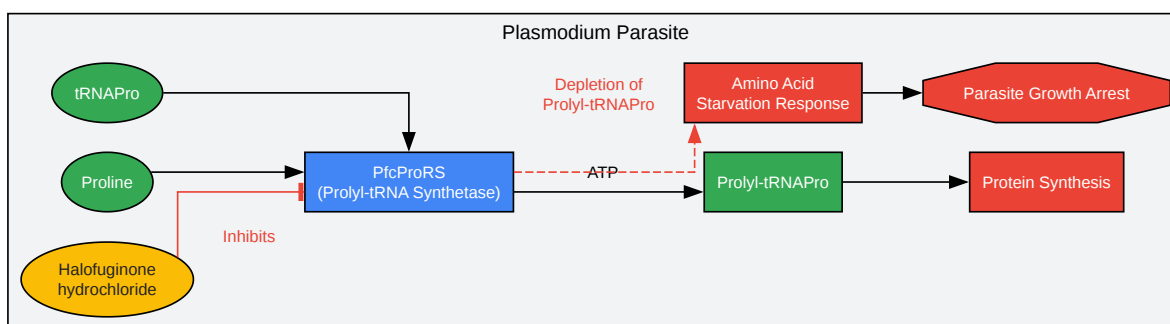 Plasmodium Parasite
tRNAPro
Depletion of
Prolyl-tRNAPro
Amino Acid
Starvation Response
Parasite Growth Arrest
Proline
PfcProRS
(Prolyl-tRNA Synthetase)
ATP
Prolyl-tRNAPro
Protein Synthesis
Inhibits
Halofuginone
hydrochloride